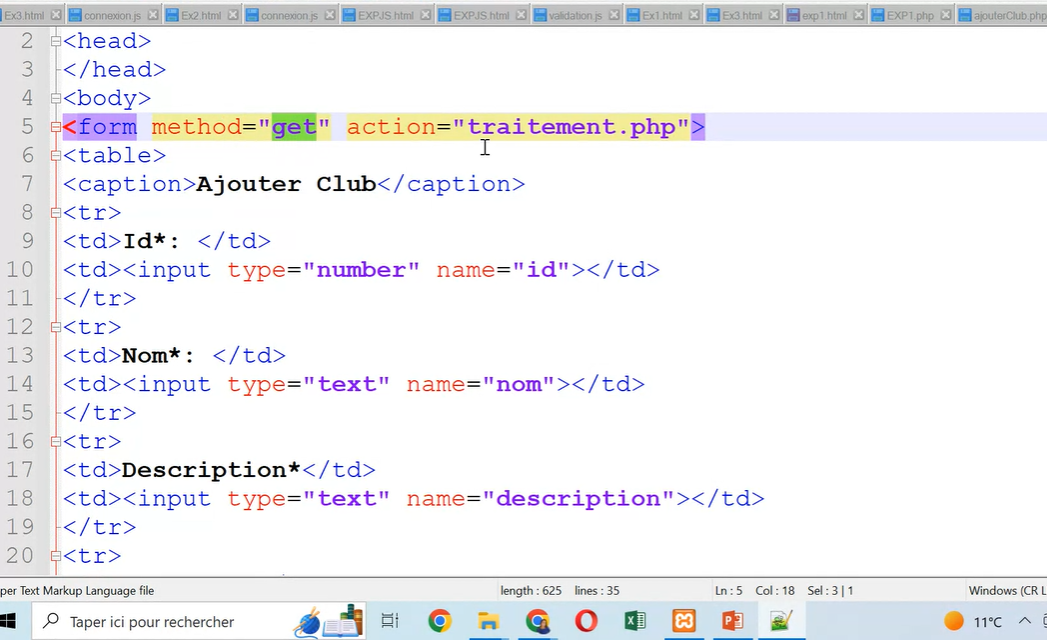 Ex3.html connexion.js Ex2.html connexion.js EXPJS.html EXPJS.html validation.js Ex1.html Ex3.html exp1.html EXP1.php ajouterClub.php
2 <head>
3 </head>
4 <body>
5 <form method="get" action="traitement.php">
6 <table>
7 <caption>Ajouter Club</caption>
8 <tr>
9 <td>Id*: </td>
10 <td><input type="number" name="id"></td>
11 </tr>
12 <tr>
13 <td>Nom*: </td>
14 <td><input type="text" name="nom"></td>
15 </tr>
16 <tr>
17 <td>Description*</td>
18 <td><input type="text" name="description"></td>
19 </tr>
20 <tr>
per Text Markup Language file length : 625 lines : 35 Ln : 5 Col : 18 Sel : 3 | 1 Windows (CR L
Taper ici pour rechercher 11°C